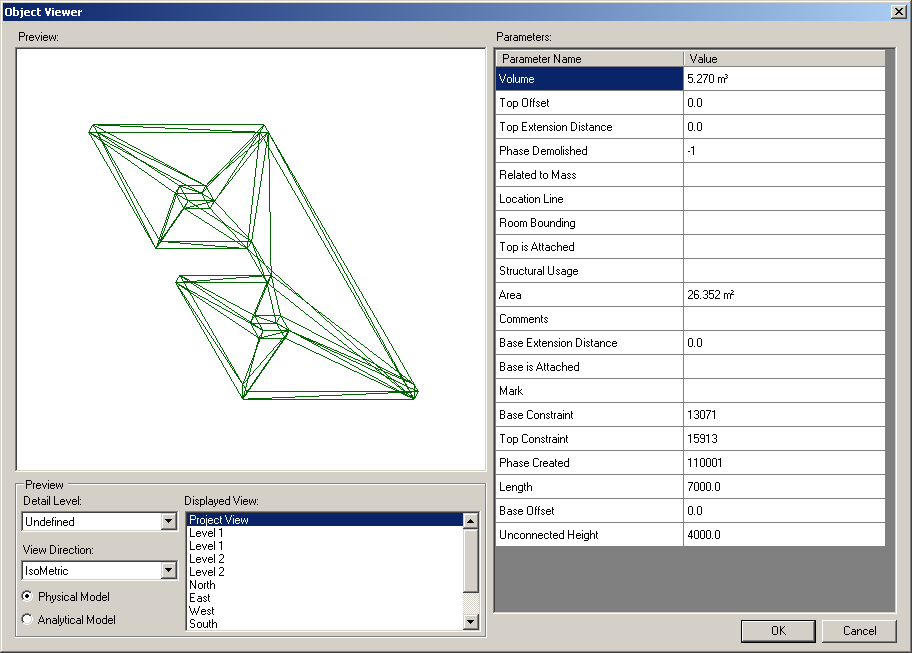 Object Viewer
Preview:
Parameters:
Parameter Name Value
Volume 5.270 m³
Top Offset 0.0
Top Extension Distance 0.0
Phase Demolished -1
Related to Mass
Location Line
Room Bounding
Top is Attached
Structural Usage
Area 26.352 m²
Comments
Base Extension Distance 0.0
Base is Attached
Mark
Base Constraint 13071
Top Constraint 15913
Phase Created 110001
Length 7000.0
Base Offset 0.0
Unconnected Height 4000.0
Preview
Detail Level:
Undefined
View Direction:
IsoMetric
Physical Model
Analytical Model
Displayed View:
Project View
Level 1
Level 1
Level 2
Level 2
North
East
West
South
OK Cancel